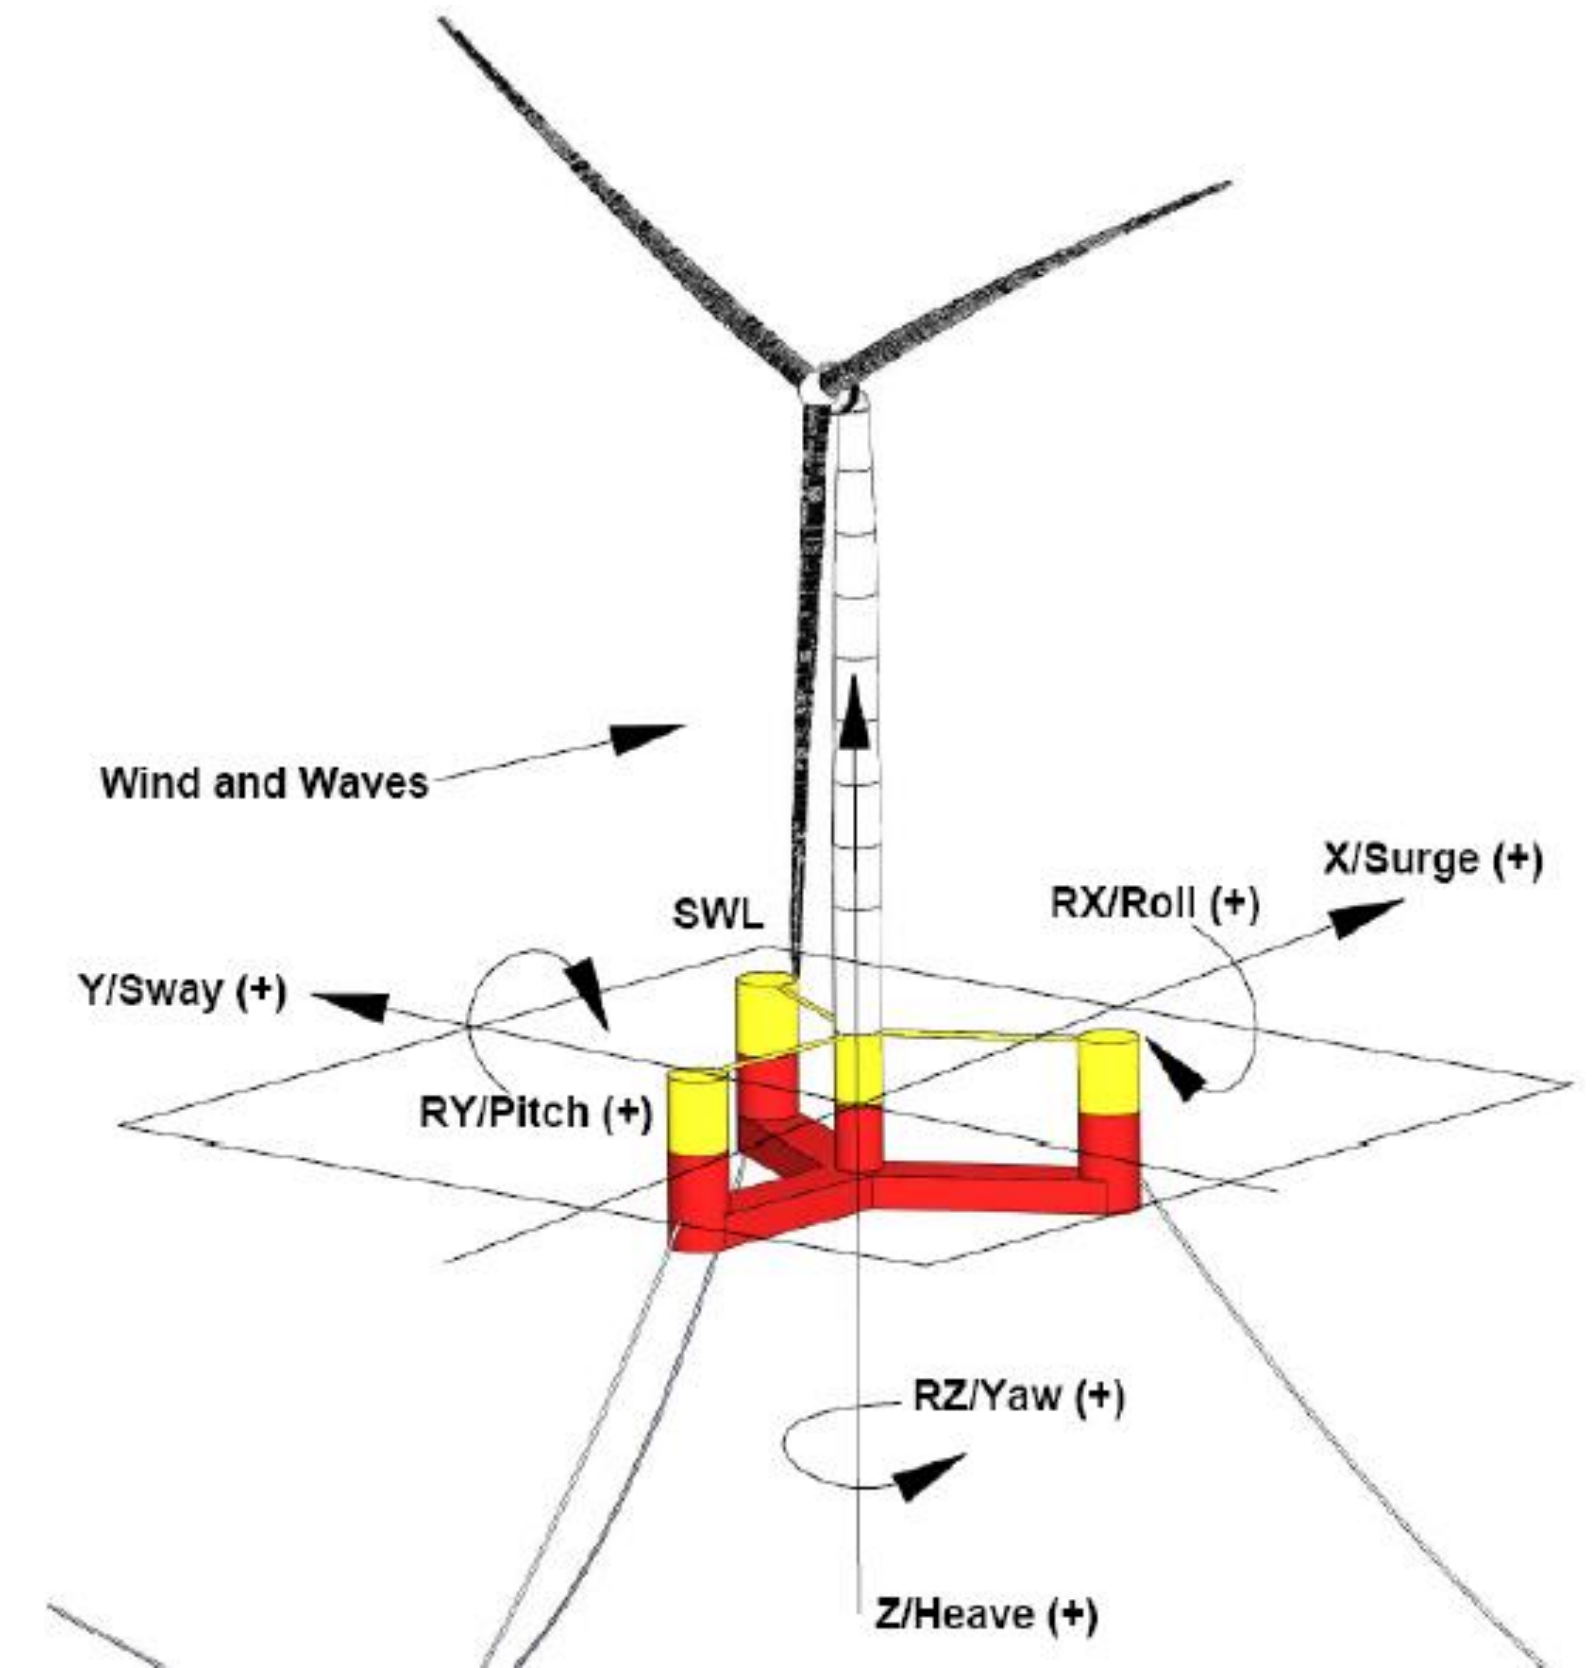 Wind and Waves
X/Surge (+)
RX/Roll (+)
SWL
Y/Sway (+)
RY/Pitch (+)
RZ/Yaw (+)
Z/Heave (+)